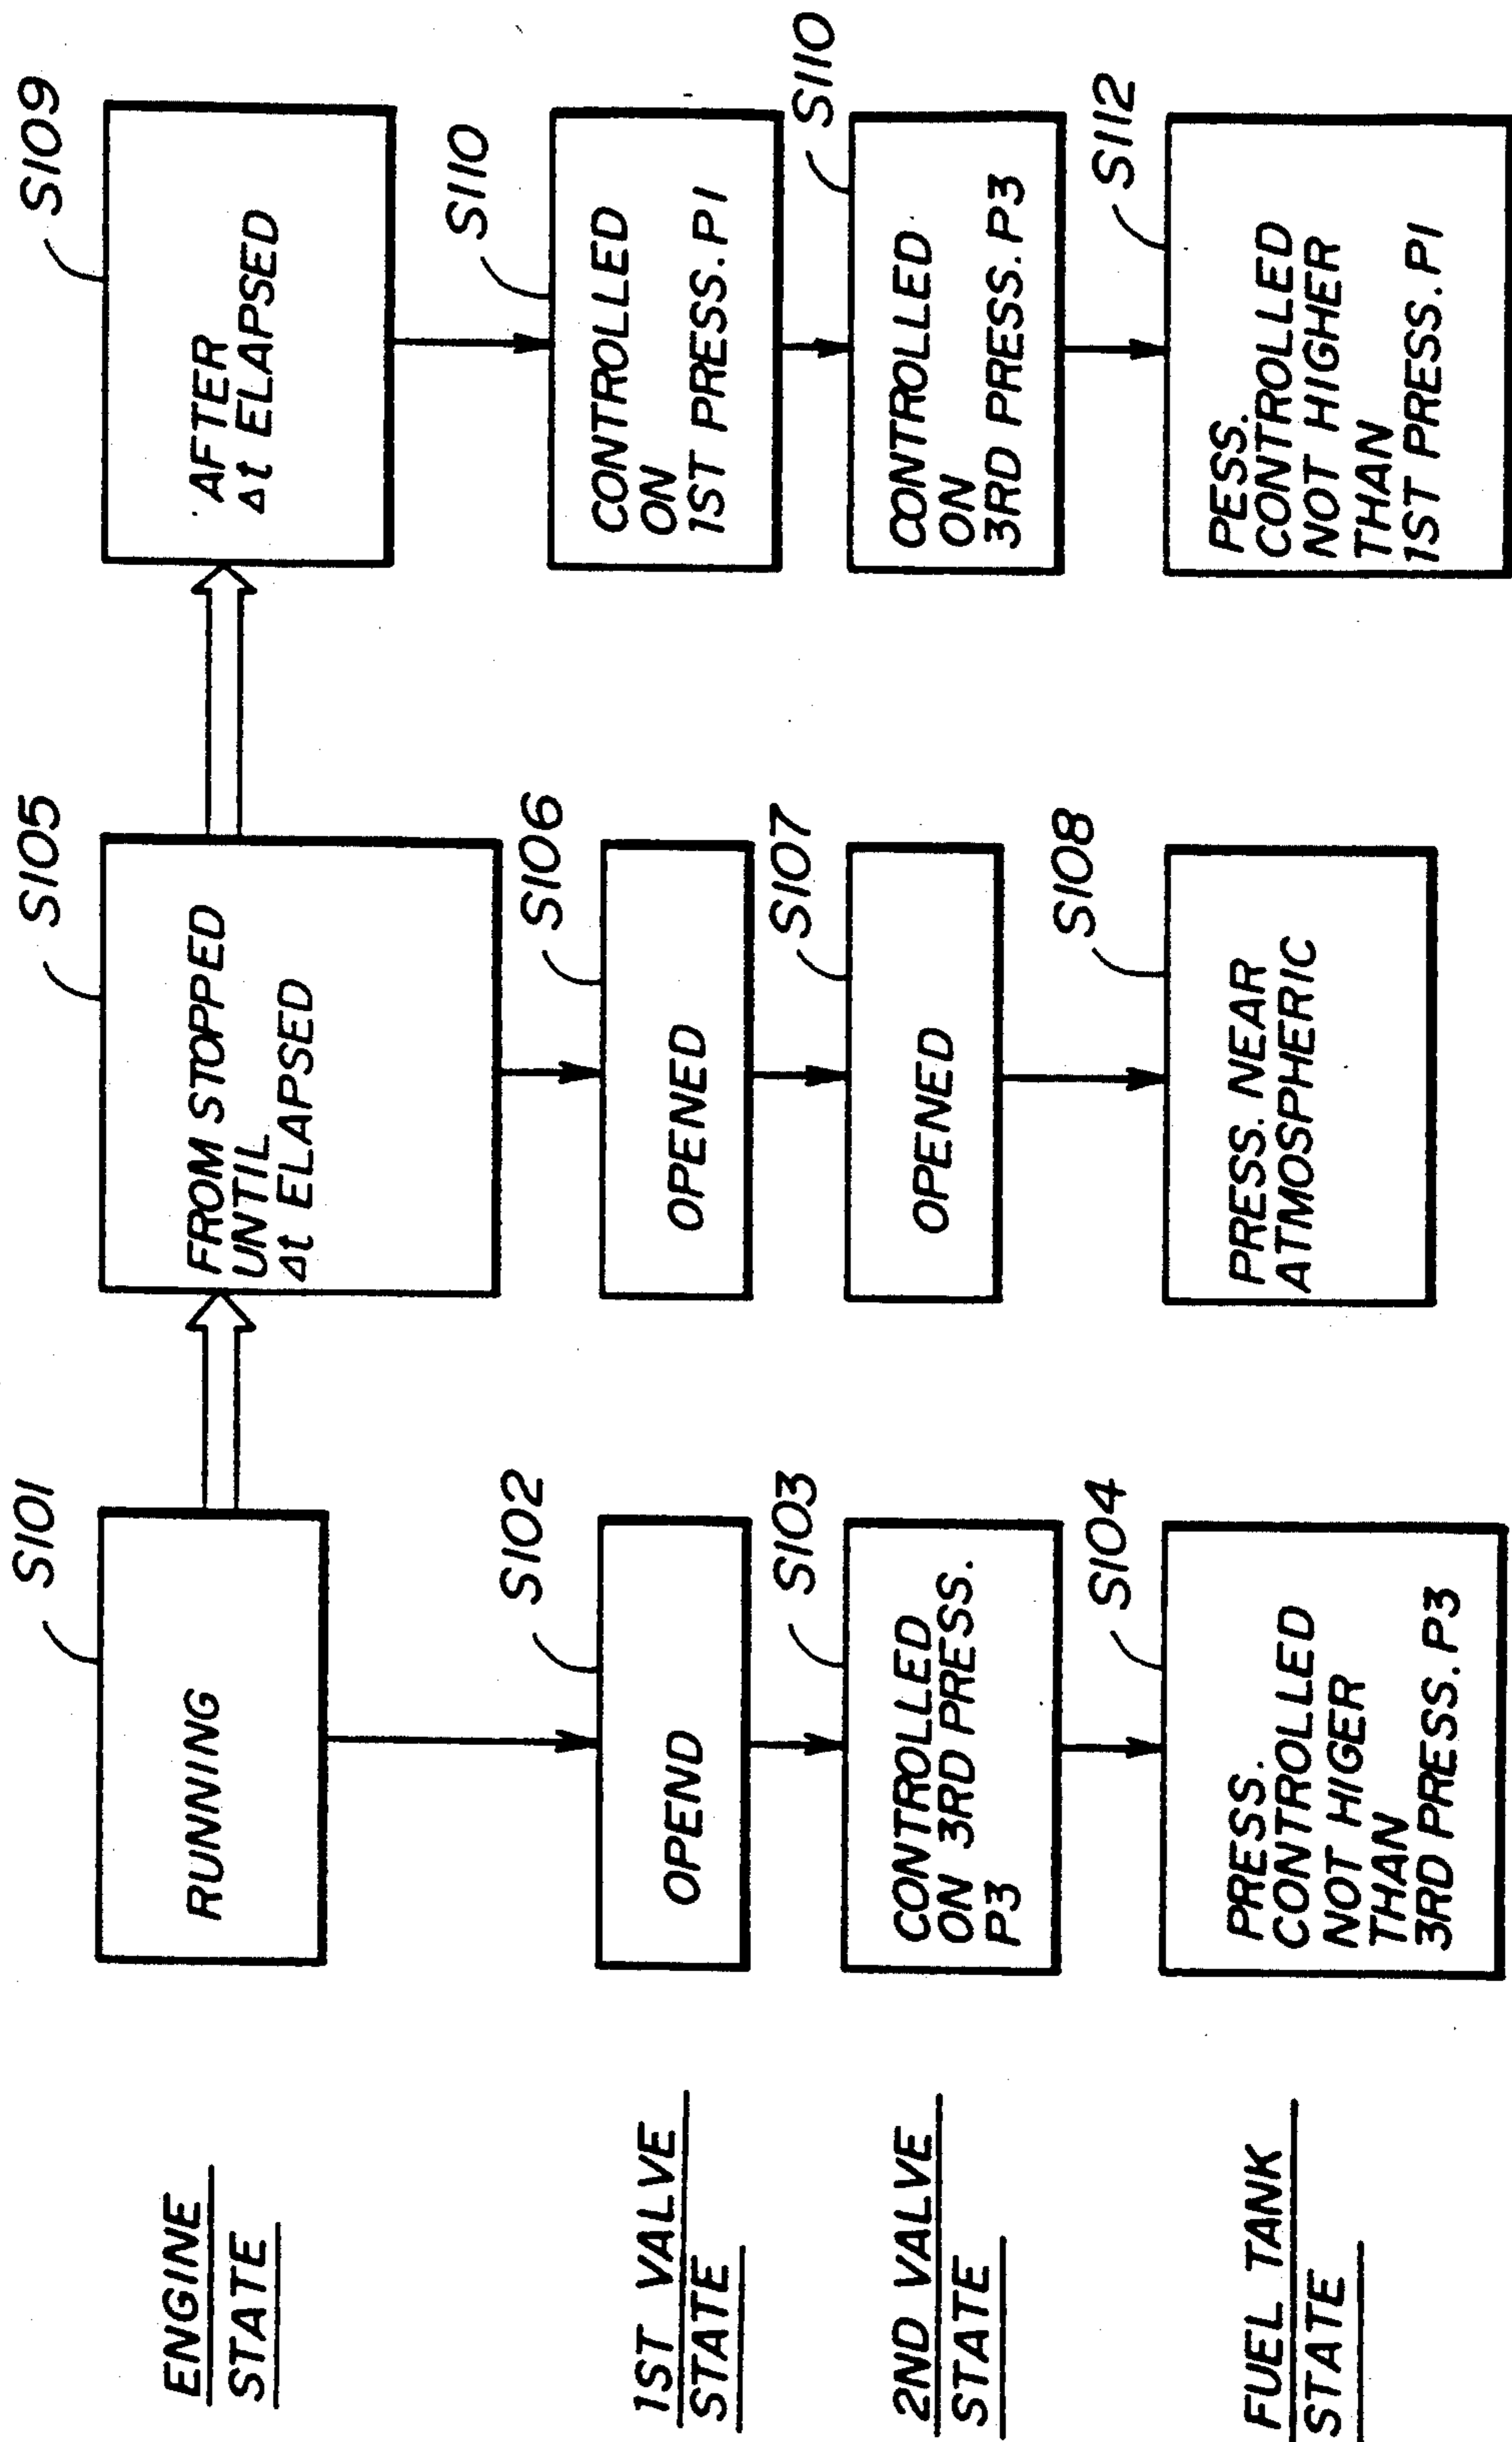 ENGINE
STATE
S101
RUNNING
S105
FROM STOPPED
UNTIL
Δt ELAPSED
S109
AFTER
Δt ELAPSED
1ST VALVE
STATE
S102
OPEND
S106
OPENED
S110
CONTROLLED
ON
1ST PRESS. P1
2ND VALVE
STATE
S103
CONTROLLED
ON 3RD PRESS.
P3
S107
OPENED
S110
CONTROLLED
ON
3RD PRESS. P3
FUEL TANK
STATE
S104
PRESS.
CONTROLLED
NOT HIGER
THAN
3RD PRESS. P3
S108
PRESS. NEAR
ATMOSPHERIC
S112
PESS.
CONTROLLED
NOT HIGHER
THAN
1ST PRESS. P1